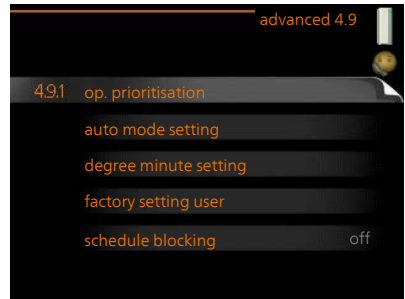 advanced 4.9
4.9.1 op. prioritisation
auto mode setting
degree minute setting
factory setting user
schedule blocking off